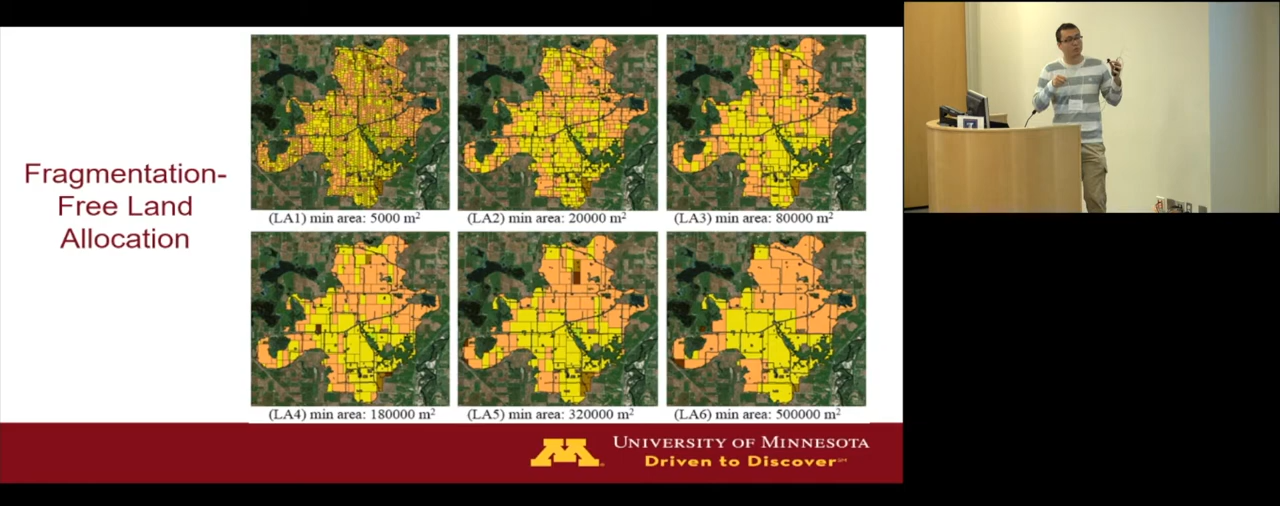 Fragmentation-
Free Land
Allocation
(LA1) min area: 5000 m²
(LA2) min area: 20000 m²
(LA3) min area: 80000 m²
(LA4) min area: 180000 m²
(LA5) min area: 320000 m²
(LA6) min area: 500000 m²
M
UNIVERSITY OF MINNESOTA
Driven to Discover℠